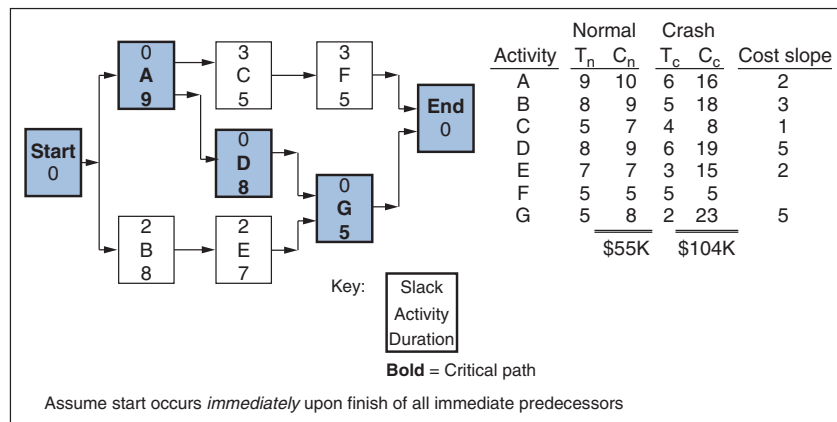 Start
0
0
A
9
3
C
5
3
F
5
0
D
8
2
B
8
2
E
7
0
G
5
End
0
Key:
Slack
Activity
Duration
Bold = Critical path
Normal Crash
Activity Tn Cn Tc Cc Cost slope
A 9 10 6 16 2
B 8 9 5 18 3
C 5 7 4 8 1
D 8 9 6 19 5
E 7 7 3 15 2
F 5 5 5 5
G 5 8 2 23 5
$55K $104K
Assume start occurs immediately upon finish of all immediate predecessors